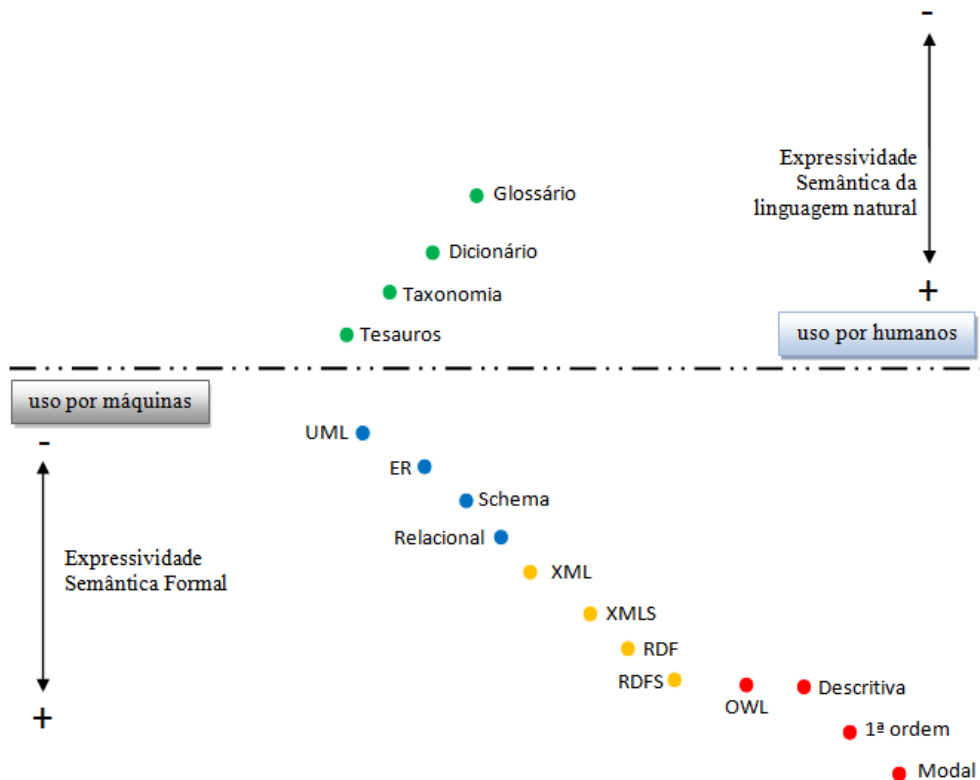 -
Expressividade
Semântica da
linguagem natural
Glossário
Dicionário
Taxonomia
+
Tesauros
uso por humanos
uso por máquinas
-
UML
ER
Schema
Relacional
Expressividade
Semântica Formal
XML
XMLS
RDF
RDFS
OWL
Descritiva
+
1ª ordem
Modal